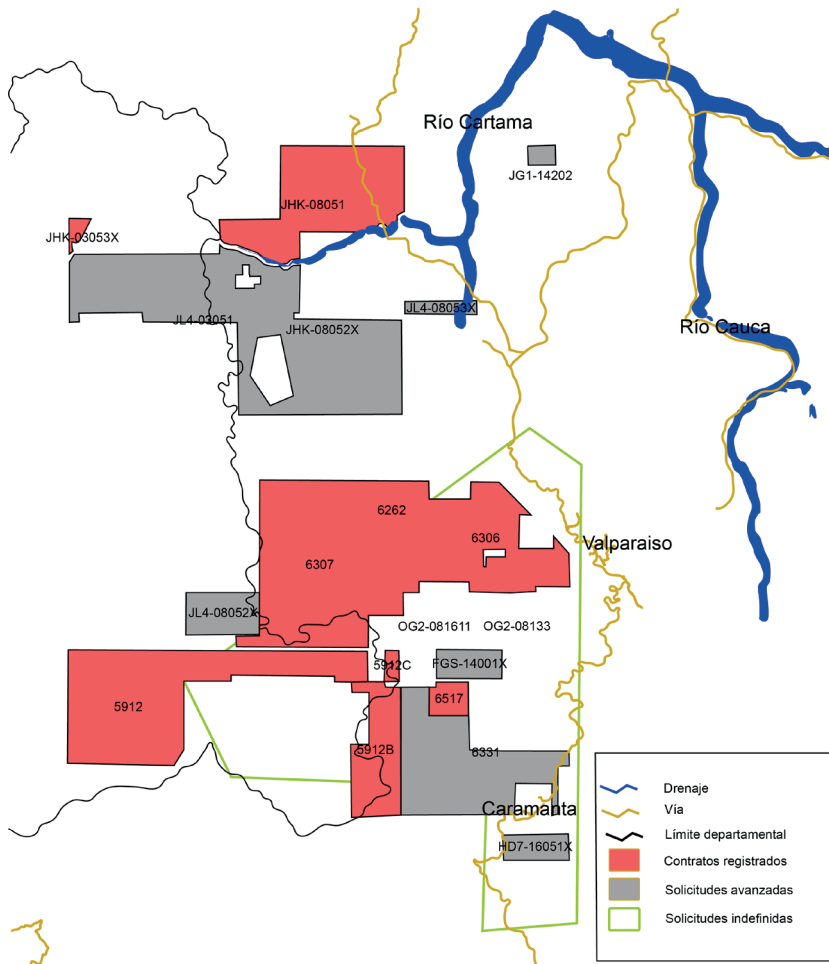 Río Cartama
JG1-14202
JHK-08051
JHK-03053X
JL4-08053X
JL4-03051
JHK-08052X
Río Cauca
6262
6306
Valparaiso
6307
JL4-08052X
OG2-081611
OG2-08133
5912C
FGS-14001X
5912
6517
5912B
6331
Caramanta
HD7-16051X
Drenaje
Vía
Límite departamental
Contratos registrados
Solicitudes avanzadas
Solicitudes indefinidas